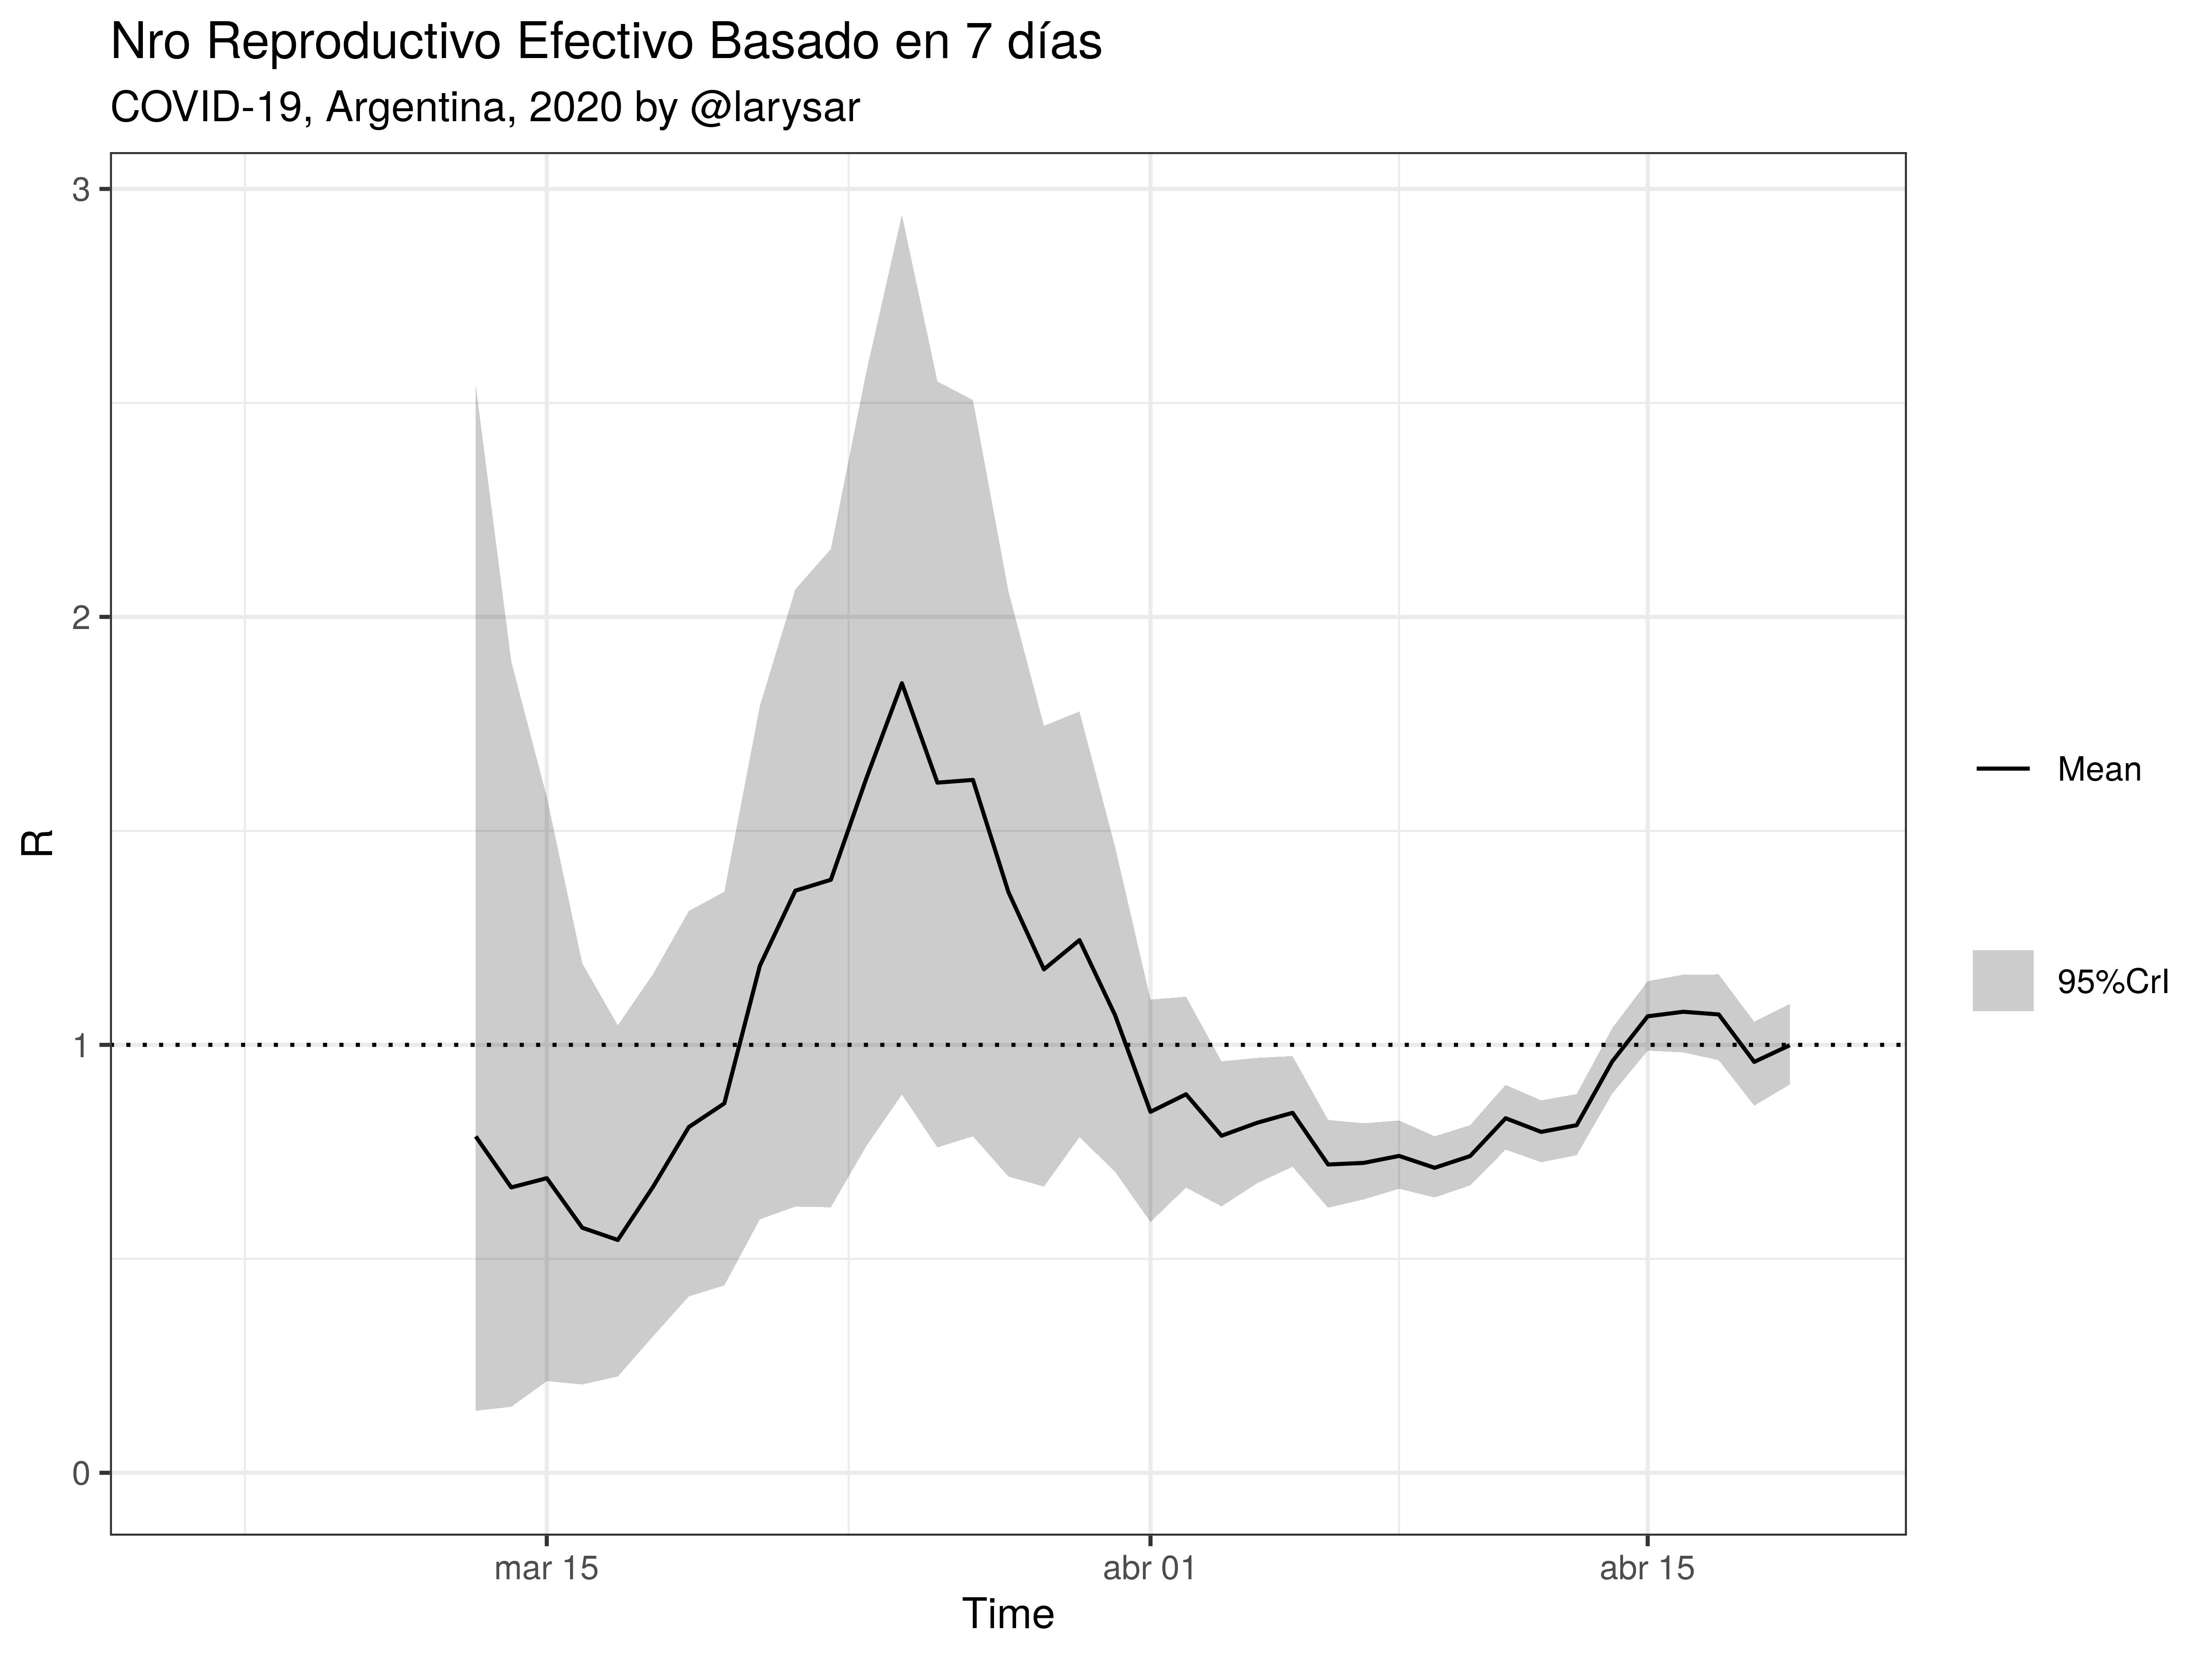 Nro Reproductivo Efectivo Basado en 7 días
COVID-19, Argentina, 2020 by @larysar
3
2
1
0
R
mar 15
abr 01
abr 15
Time
Mean
95%CrI